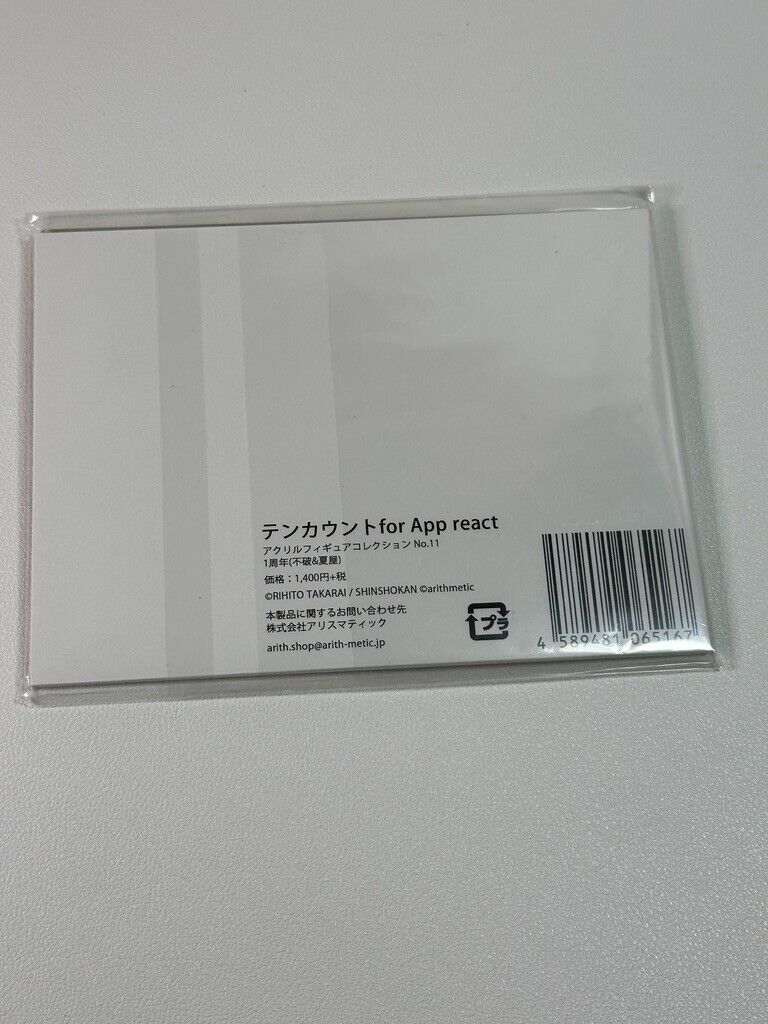 テンカウントfor App react
アクリルフィギュアコレクション No.11
1周年(不破&夏屋)
価格：1,400円+税
©RIHITO TAKARAI / SHINSHOKAN ©arithmetic
本製品に関するお問い合わせ先
株式会社アリスマティック
arith.shop@arith-metic.jp
プラ
4 589481 065167